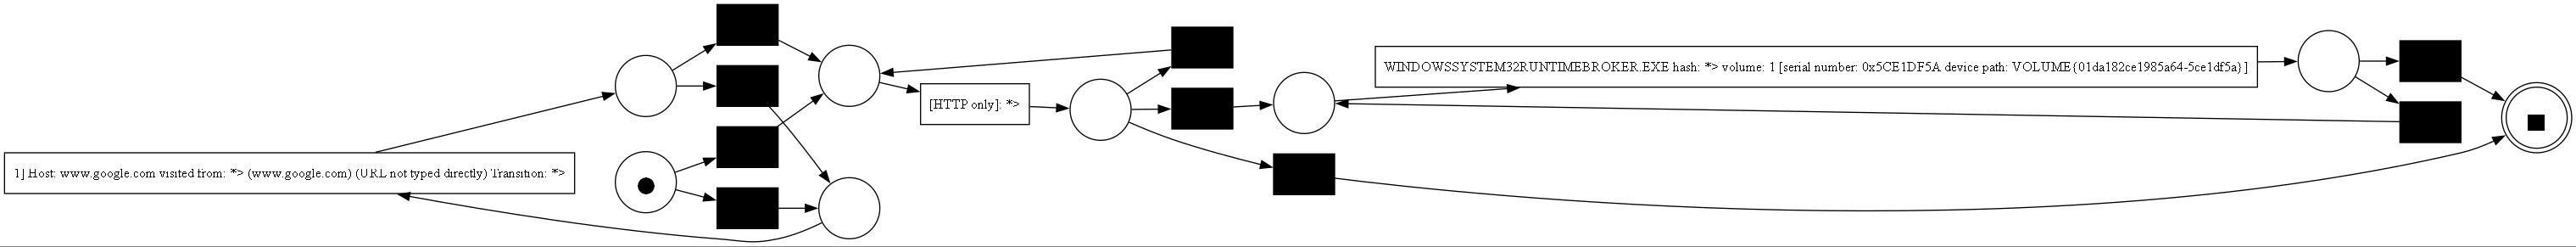 1] Host: www.google.com visited from: *> (www.google.com) (URL not typed directly) Transition: *>
[HTTP only]: *>
WINDOWSSYSTEM32RUNTIMEBROKER.EXE hash: *> volume: 1 [serial number: 0x5CE1DF5A device path: VOLUME{01da182ce1985a64-5ce1df5a}]